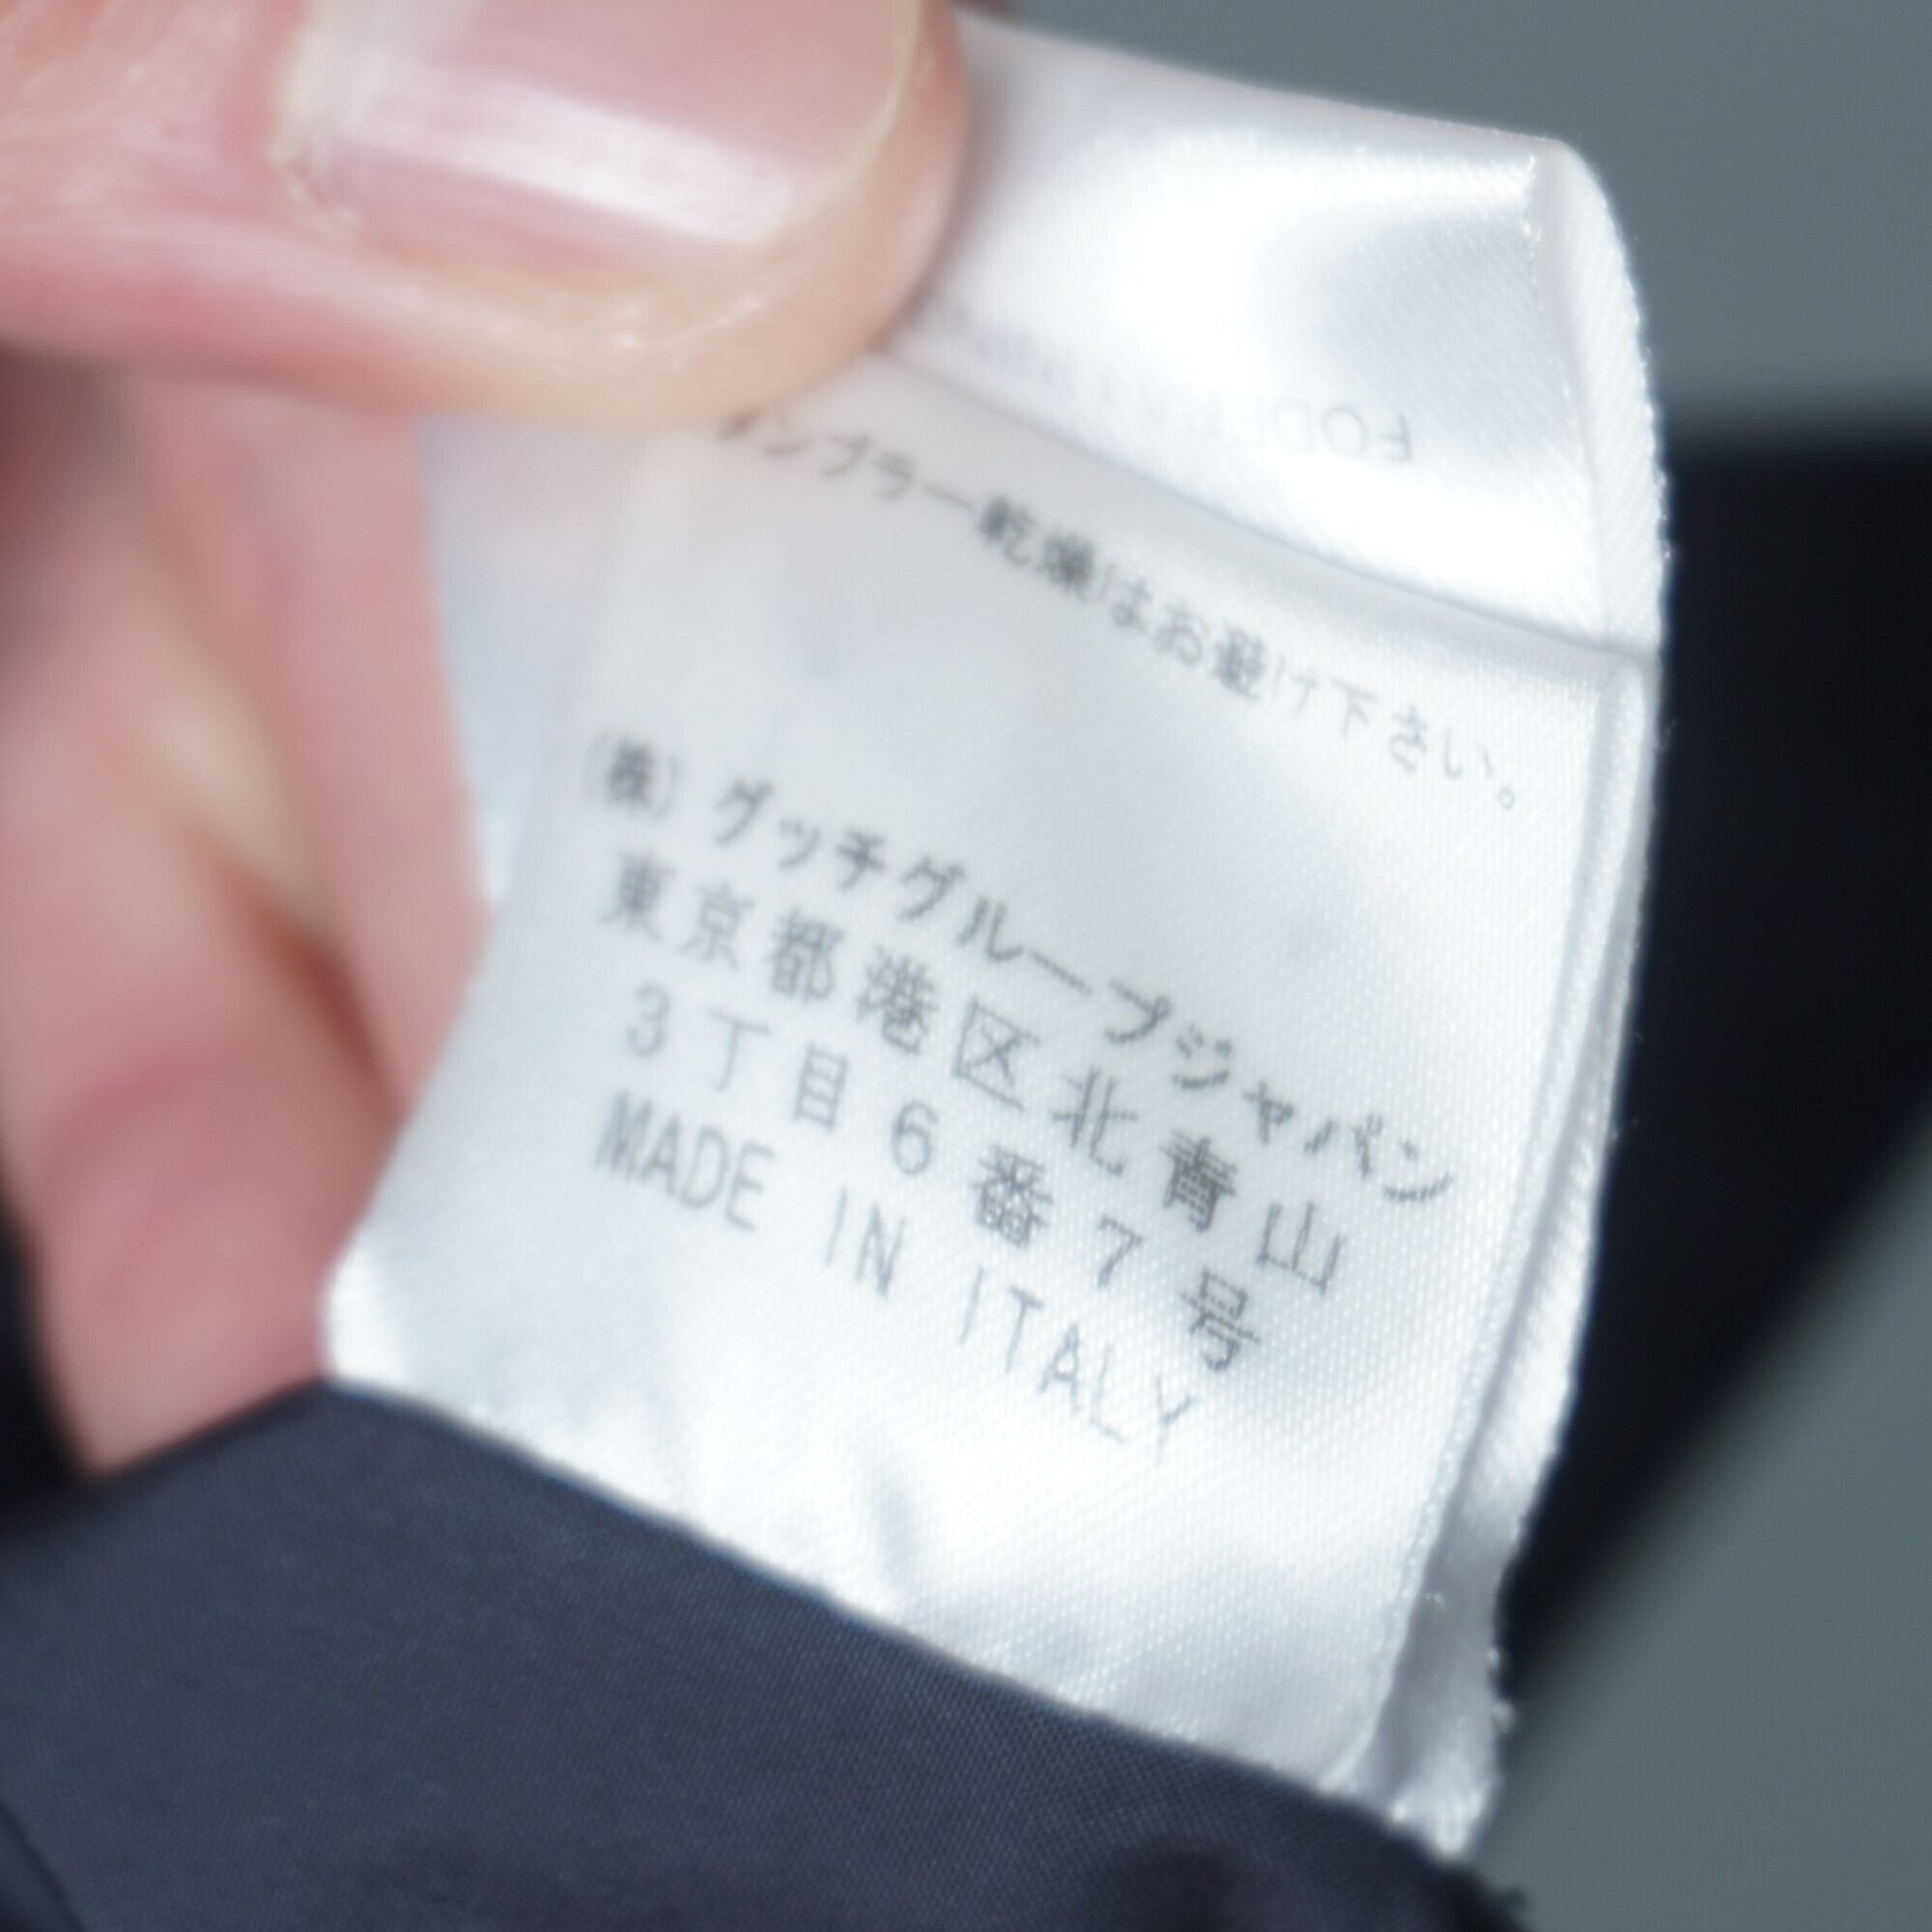 FODE
タンブラー乾燥はお避け下さい。
(株)グッチグループジャパン
東京都港区北青山
3丁目6番7号
MADE IN ITALY